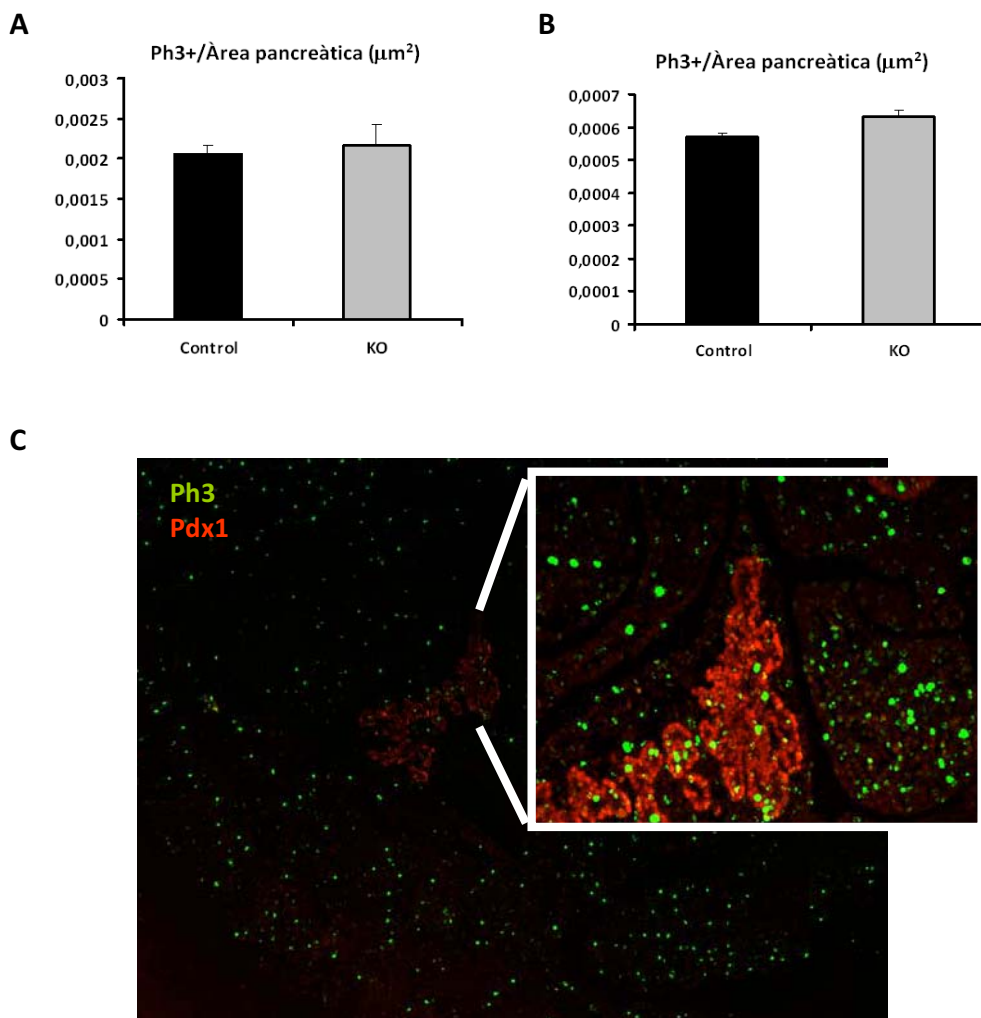 A
Ph3+/Àrea pancreàtica (μm²)
0,003
0,0025
0,002
0,0015
0,001
0,0005
0
Control
KO
B
Ph3+/Àrea pancreàtica (μm²)
0,0007
0,0006
0,0005
0,0004
0,0003
0,0002
0,0001
0
Control
KO
C
Ph3
Pdx1